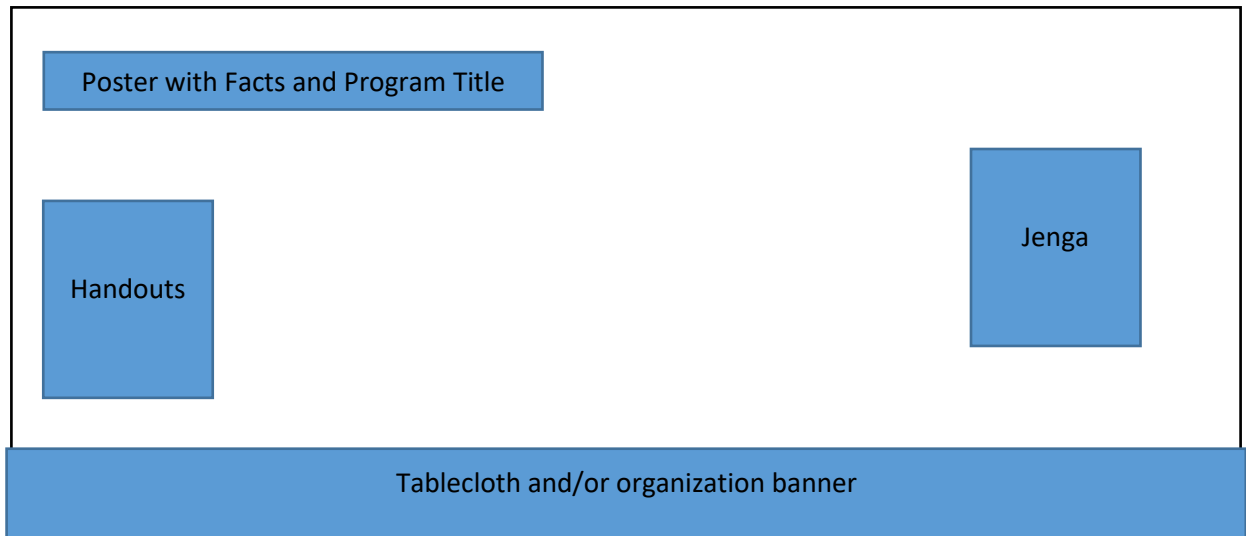 Poster with Facts and Program Title
Jenga
Handouts
Tablecloth and/or organization banner